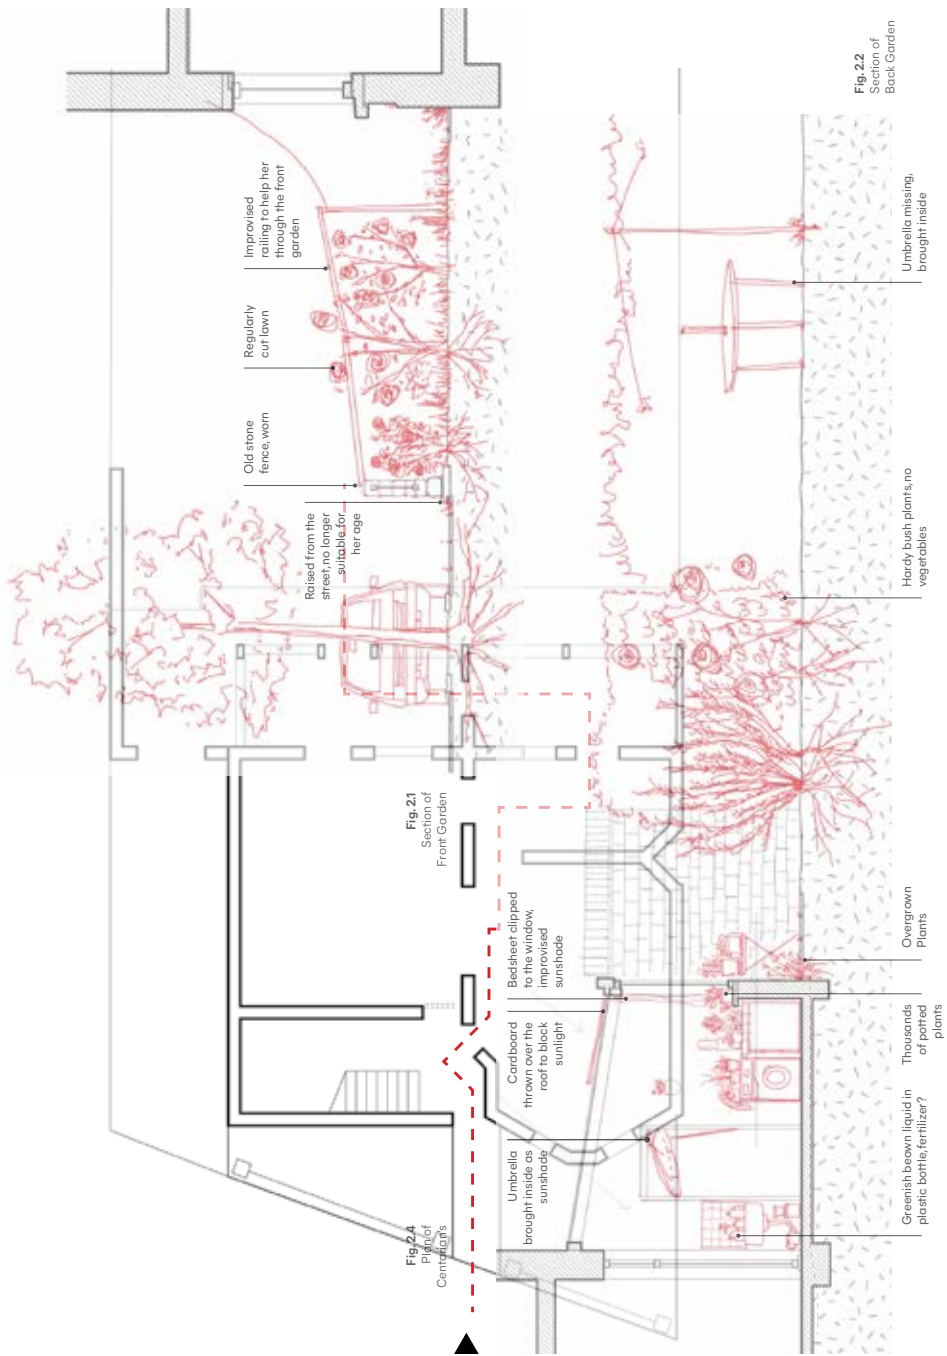 Fig. 2.1
Section of
Front Garden
Old stone
fence, worn
Regularly
cut lawn
Improvised
railing to help her
through the front
garden
Raised from the
street, no longer
suitable for
her age
Fig. 2.2
Section of
Back Garden
Fig. 2.4
Plan of
Centarian's
Umbrella
brought inside as
sunshade
Cardboard
thrown over the
roof to block
sunlight
Bedsheet clipped
to the window,
improvised
sunshade
Greenish beown liquid in
plastic bottle, fertilizer?
Thousands
of potted
plants
Overgrown
Plants
Hardy bush plants, no
vegetables
Umbrella missing,
brought inside